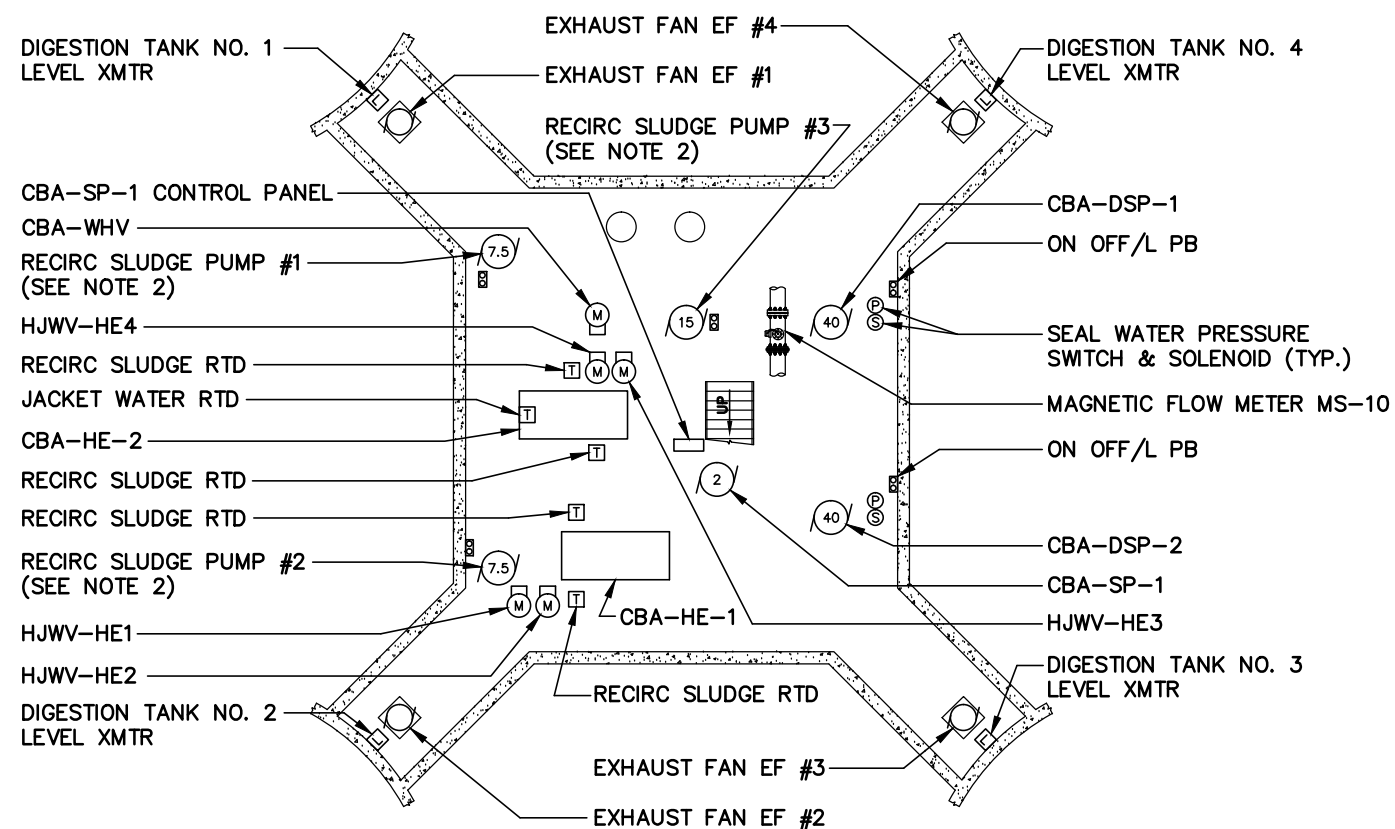 DIGESTION TANK NO. 1
LEVEL XMTR
EXHAUST FAN EF #4
EXHAUST FAN EF #1
RECIRC SLUDGE PUMP #3
(SEE NOTE 2)
DIGESTION TANK NO. 4
LEVEL XMTR
CBA-SP-1 CONTROL PANEL
CBA-WHV
RECIRC SLUDGE PUMP #1
(SEE NOTE 2)
HJWV-HE4
RECIRC SLUDGE RTD
JACKET WATER RTD
CBA-HE-2
RECIRC SLUDGE RTD
RECIRC SLUDGE RTD
RECIRC SLUDGE PUMP #2
(SEE NOTE 2)
HJWV-HE1
HJWV-HE2
DIGESTION TANK NO. 2
LEVEL XMTR
L
L
7.5
M
15
40
P
S
T
M
M
T
UP
T
2
T
40
P
S
7.5
M
M
T
CBA-HE-1
RECIRC SLUDGE RTD
L
L
EXHAUST FAN EF #3
EXHAUST FAN EF #2
CBA-DSP-1
ON OFF/L PB
SEAL WATER PRESSURE
SWITCH & SOLENOID (TYP.)
MAGNETIC FLOW METER MS-10
ON OFF/L PB
CBA-DSP-2
CBA-SP-1
HJWV-HE3
DIGESTION TANK NO. 3
LEVEL XMTR